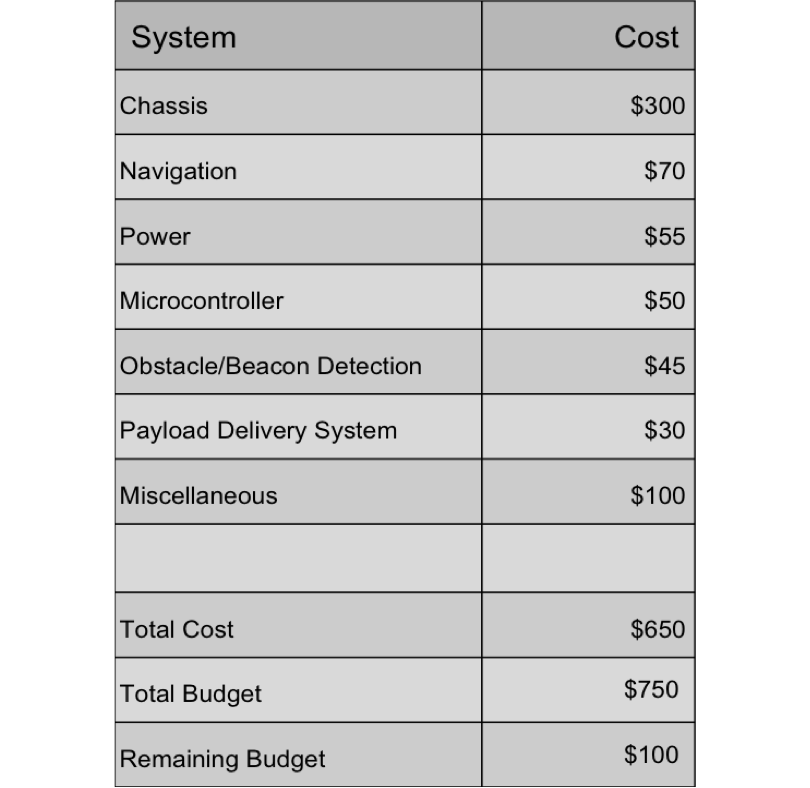 System Cost
Chassis $300
Navigation $70
Power $55
Microcontroller $50
Obstacle/Beacon Detection $45
Payload Delivery System $30
Miscellaneous $100
Total Cost $650
Total Budget $750
Remaining Budget $100